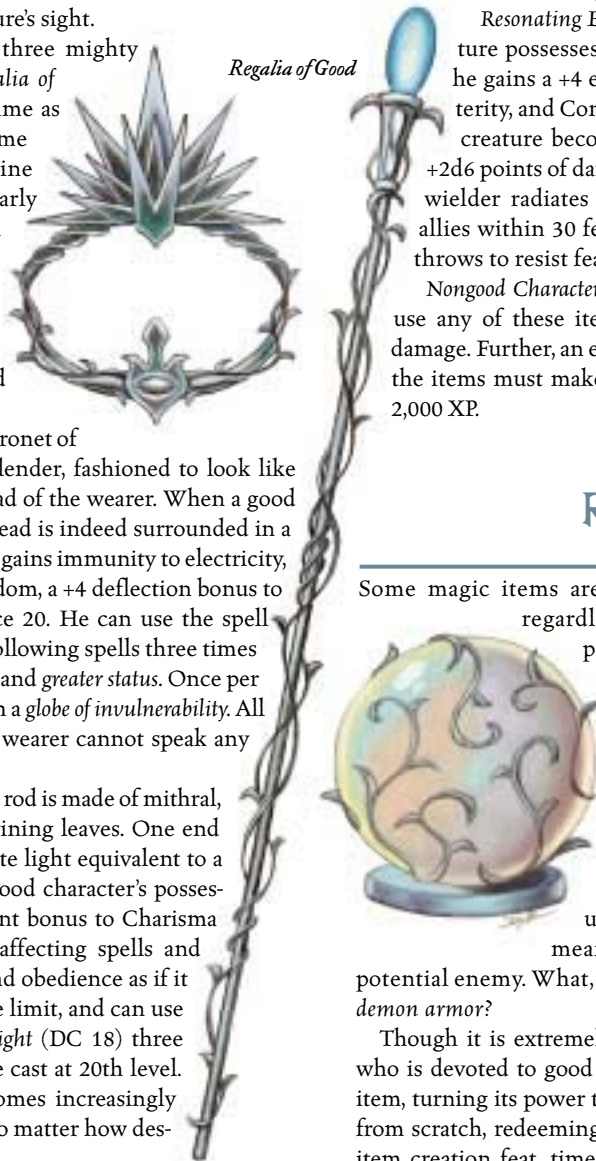 ure's sight.
three mighty
alia of
me as
me
ine
arly
d
ronet of
lender, fashioned to look like
ad of the wearer. When a good
ead is indeed surrounded in a
gains immunity to electricity,
dom, a +4 deflection bonus to
ce 20. He can use the spell
ollowing spells three times
and greater status. Once per
n a globe of invulnerability. All
wearer cannot speak any
rod is made of mithral,
ining leaves. One end
te light equivalent to a
ood character's posses-
nt bonus to Charisma
affecting spells and
nd obedience as if it
e limit, and can use
ight (DC 18) three
e cast at 20th level.
omes increasingly
o matter how des-
Regalia of Good
Resonating
ture possesses
he gains a +4 e
terity, and Con
creature beco
+2d6 points of da
wielder radiates
allies within 30 fe
throws to resist fea
Nongood Character
use any of these ite
damage. Further, an e
the items must mak
2,000 XP.
R
Some magic items are
regardl
p
u
mean
potential enemy. What,
demon armor?
Though it is extremel
who is devoted to good
item, turning its power t
from scratch, redeeming
item creation feat, time